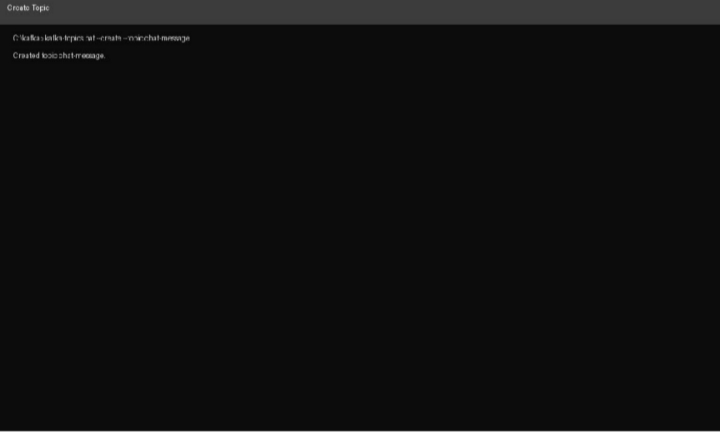 Create Topic
C:\kafka> kafka-topics.bat --create --topic chat-message
Created topic chat-message.